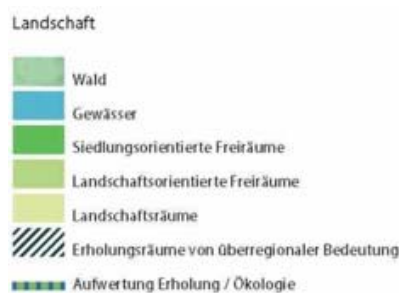 Landschaft
Wald
Gewässer
Siedlungsorientierte Freiräume
Landschaftsorientierte Freiräume
Landschaftsräume
Erholungsräume von überregionaler Bedeutung
Aufwertung Erholung / Ökologie